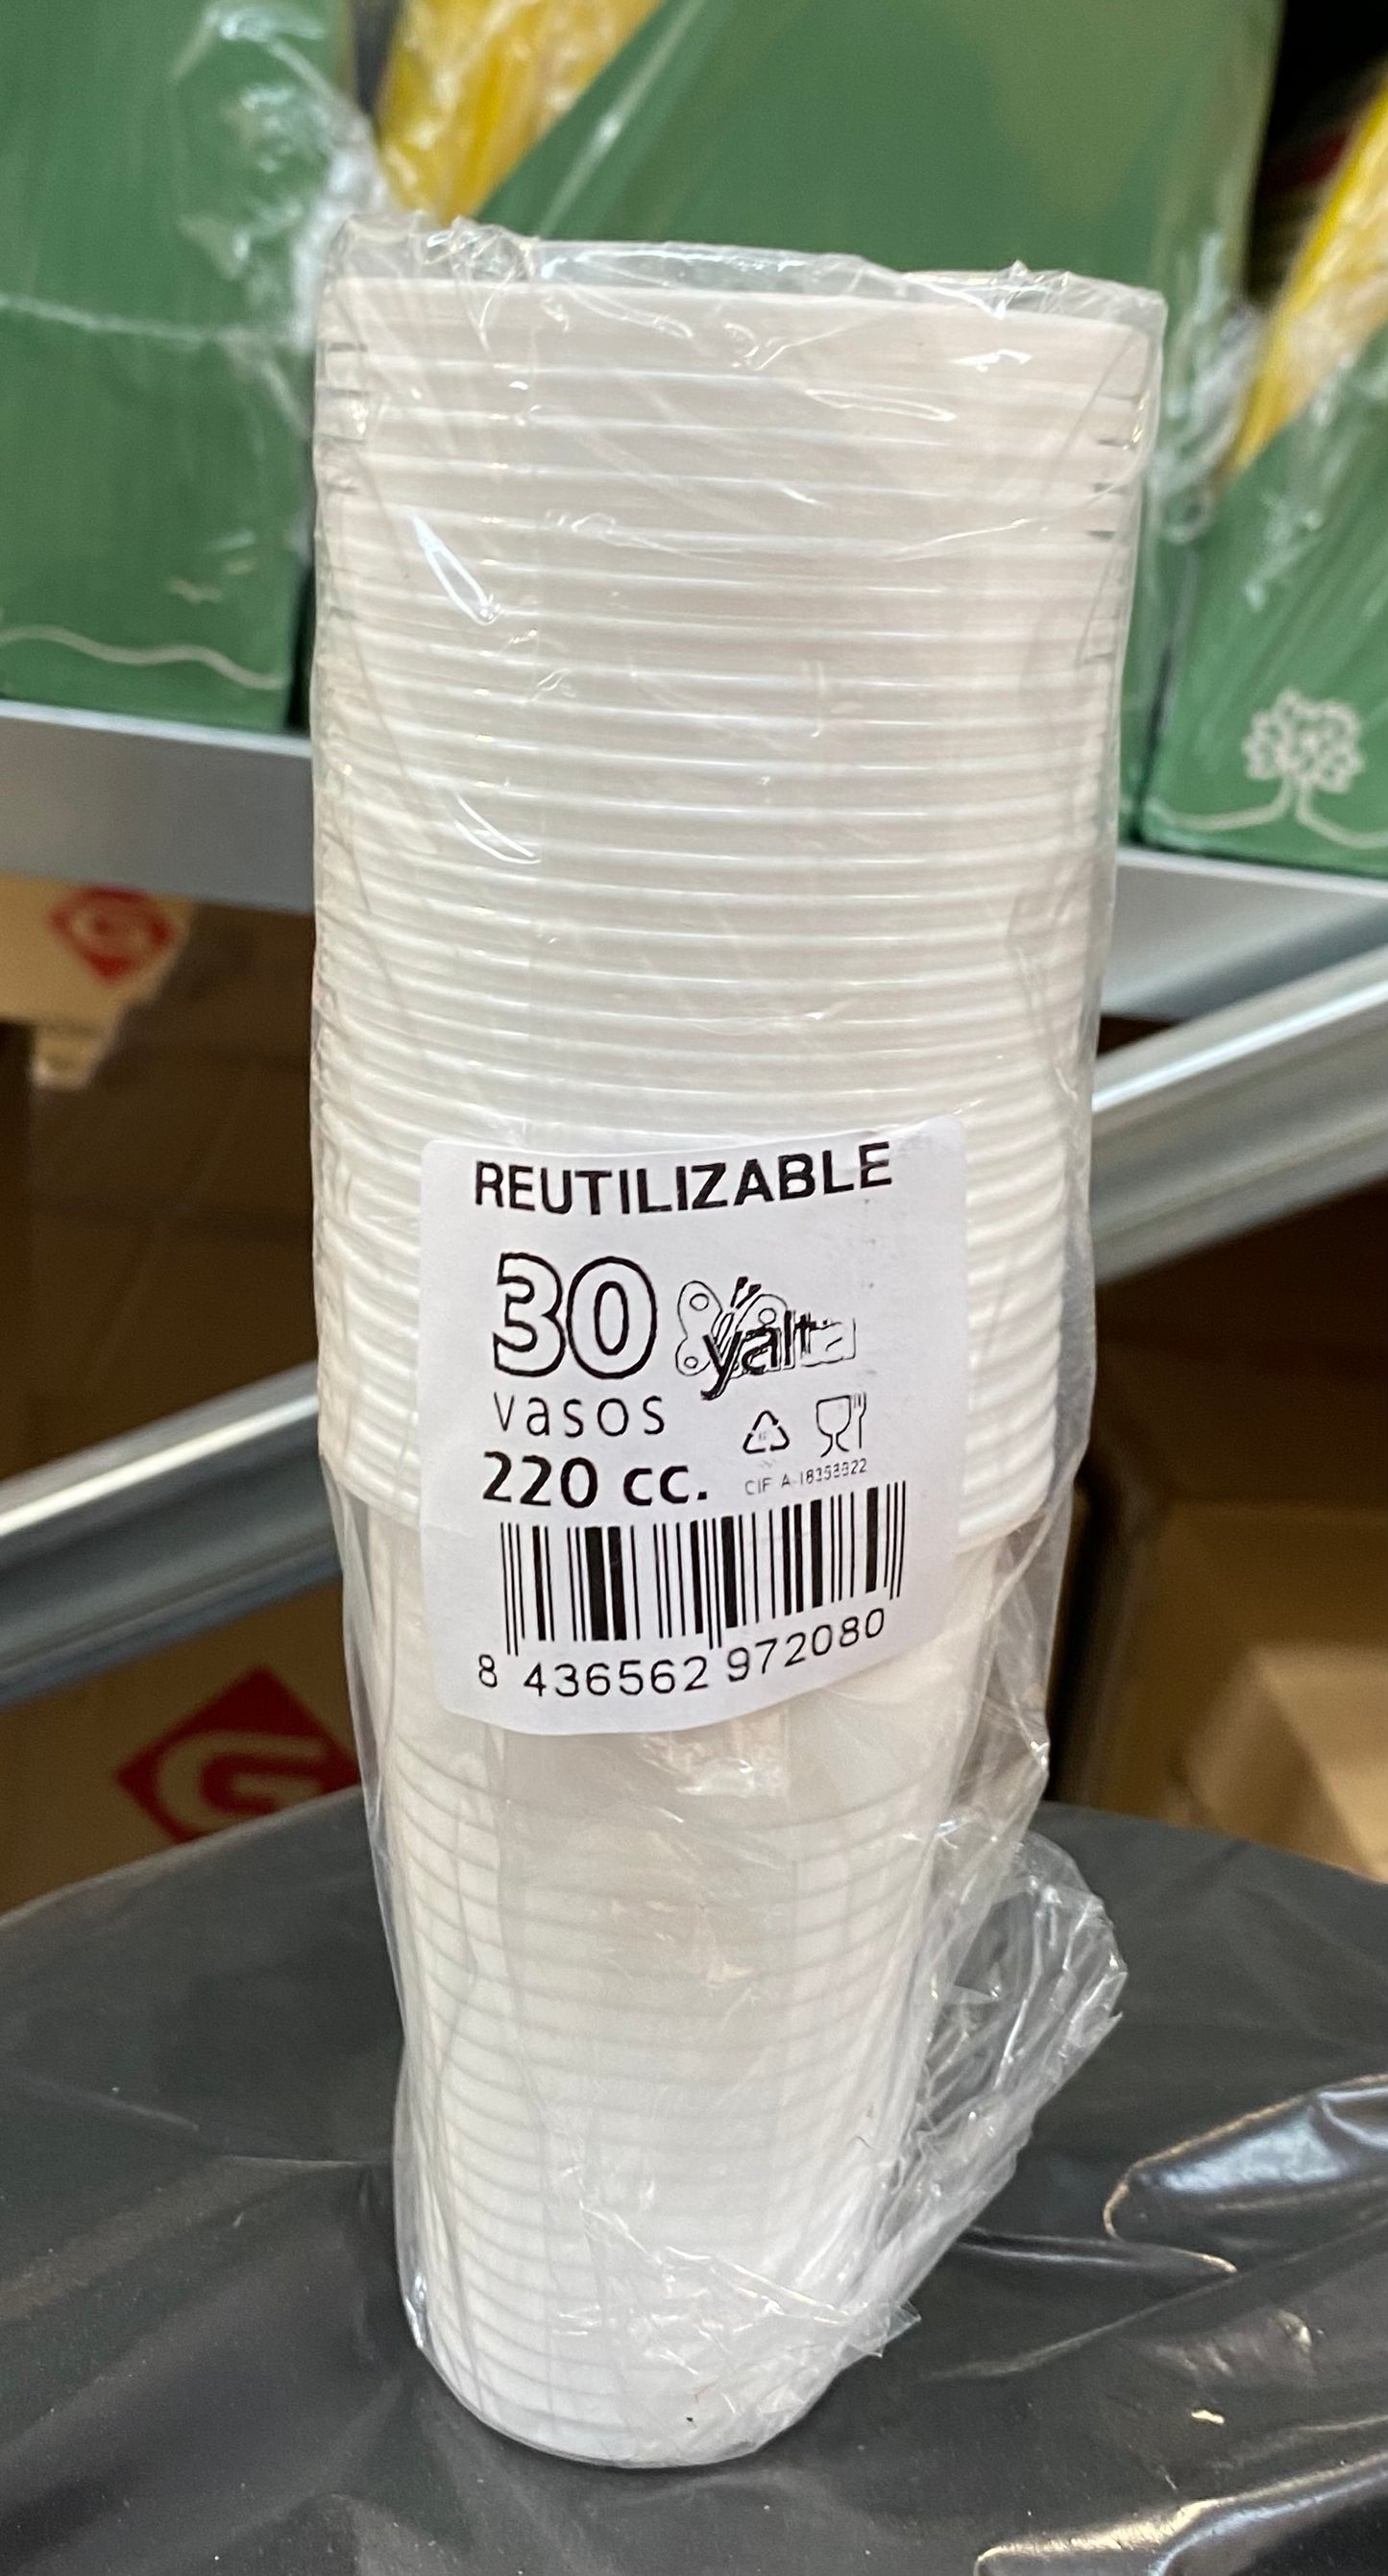 REUTILIZABLE
30
yalta
vasos
220 cc.
8 436562 972080